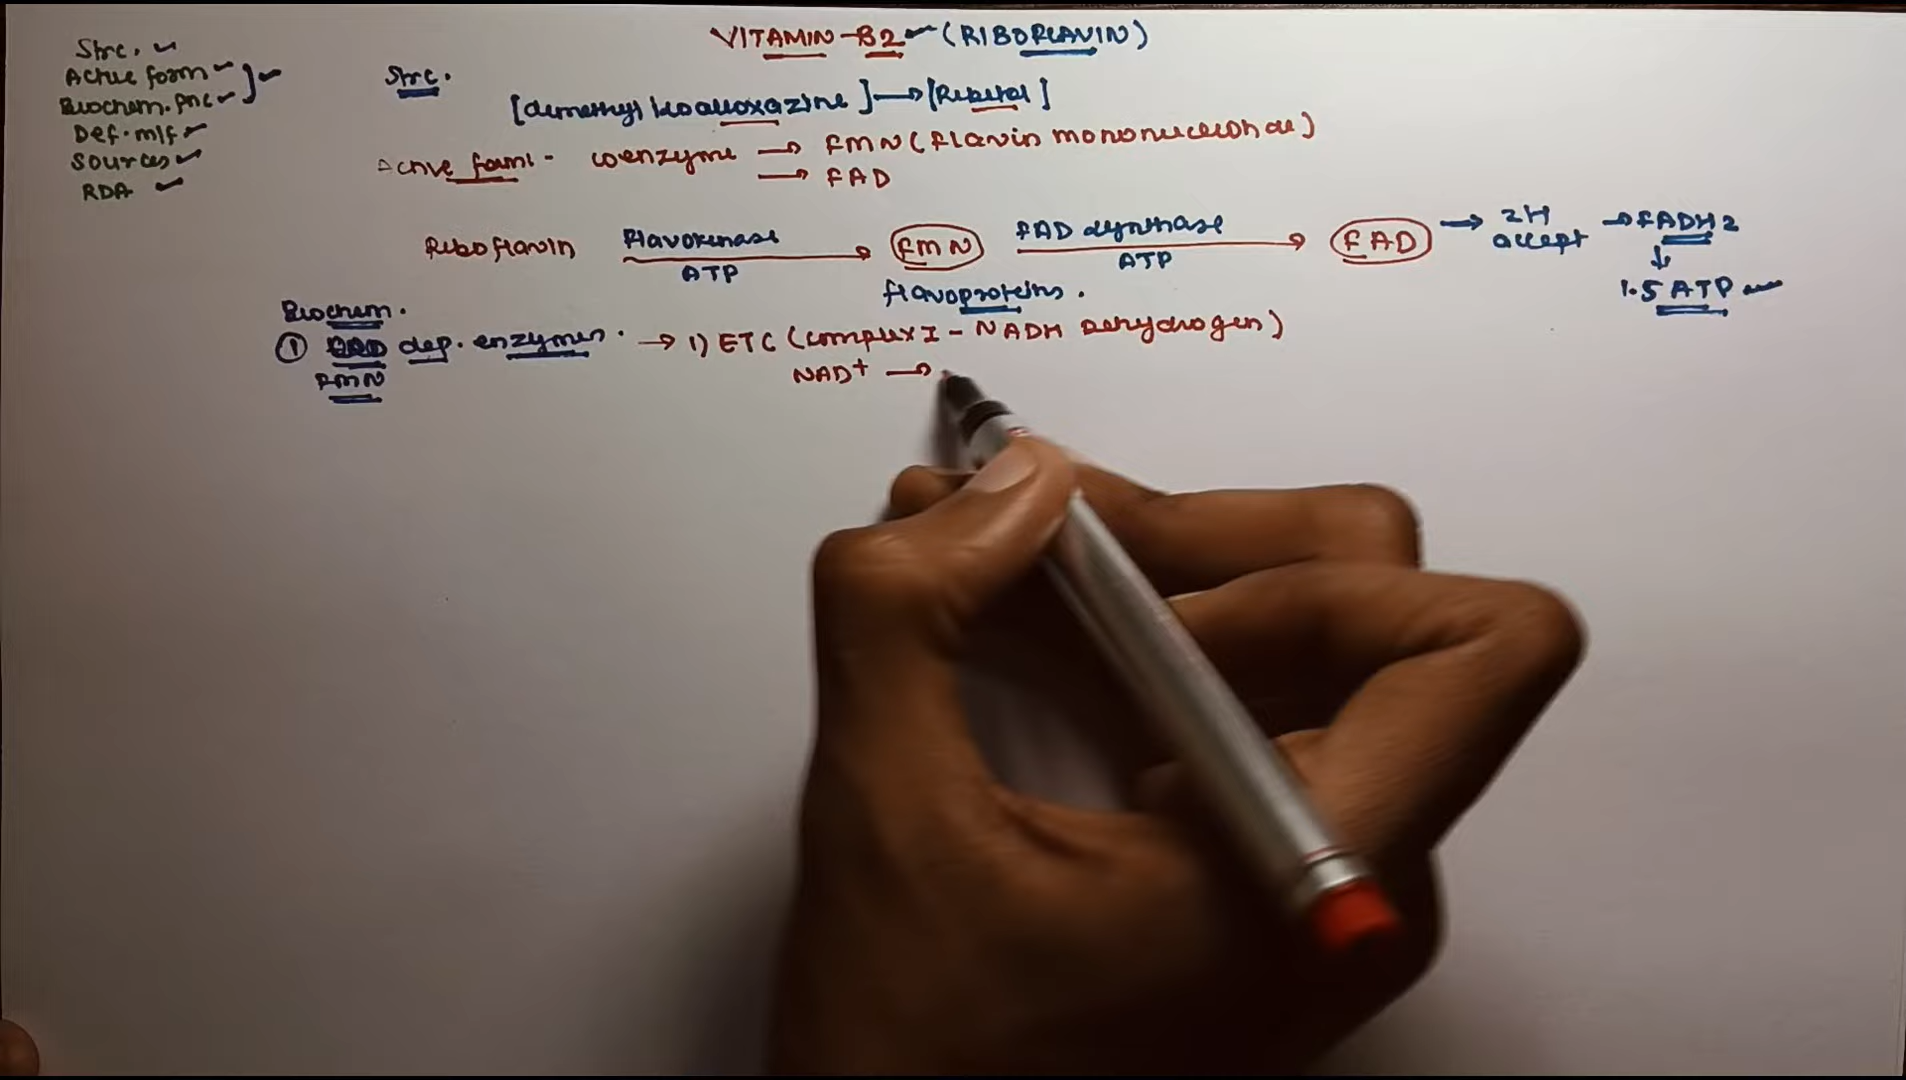 VITAMIN-B2 (RIBOFLAVIN)
Strc.
Active form
Biochem. fnc
Def. m/f
Sources
RDA
Strc.
[dimethyl isoalloxazine] → [Ribitol]
Active form:- coenzyme → FMN (Flavin mononucleotide)
→ FAD
Riboflavin Flavokinase ATP → FMN FAD synthase ATP → FAD → 2H accept → FADH2
↓
1.5 ATP
flavoproteins.
Biochem.
① FMN dep. enzymes. → 1) ETC (complex I - NADH Dehydrogen)
NAD+ →